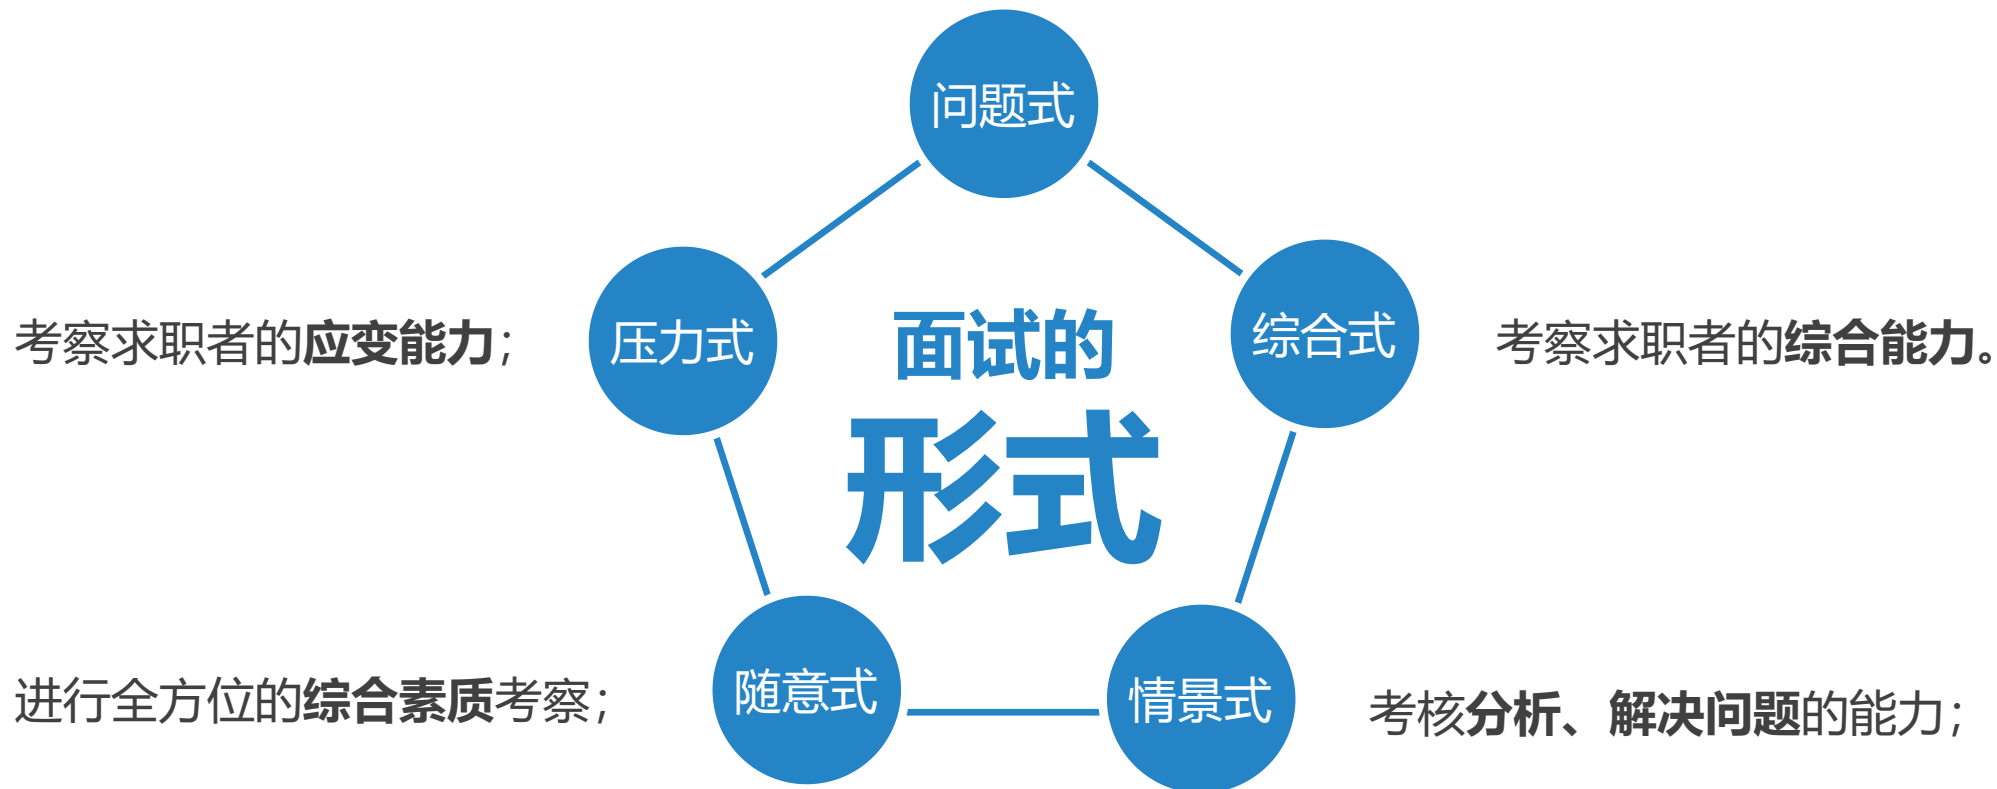 问题式
压力式
综合式
面试的
形式
考察求职者的应变能力；
考察求职者的综合能力。
随意式
情景式
进行全方位的综合素质考察；
考核分析、解决问题的能力；